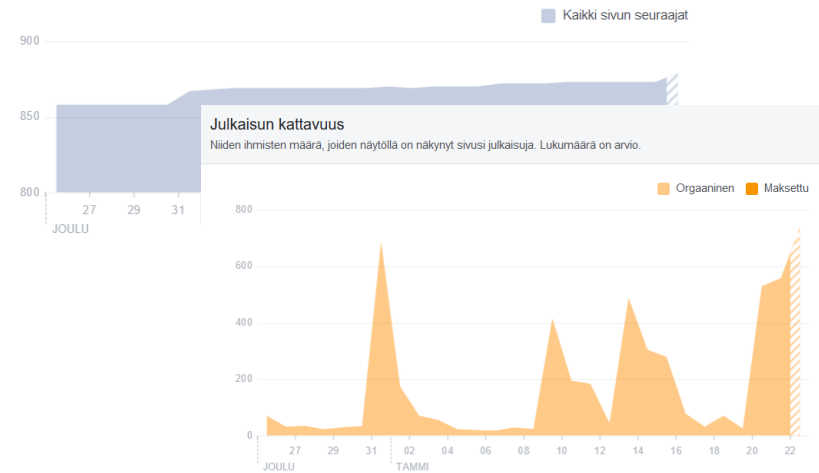 Kaikki sivun seuraajat
900
850
800
27 29 31
JOULU
Julkaisun kattavuus
Niiden ihmisten määrä, joiden näytöllä on näkynyt sivusi julkaisuja. Lukumäärä on arvio.
Orgaaninen Maksettu
800
600
400
200
0
27 29 31 02 04 06 08 10 12 14 16 18 20 22
JOULU TAMMI